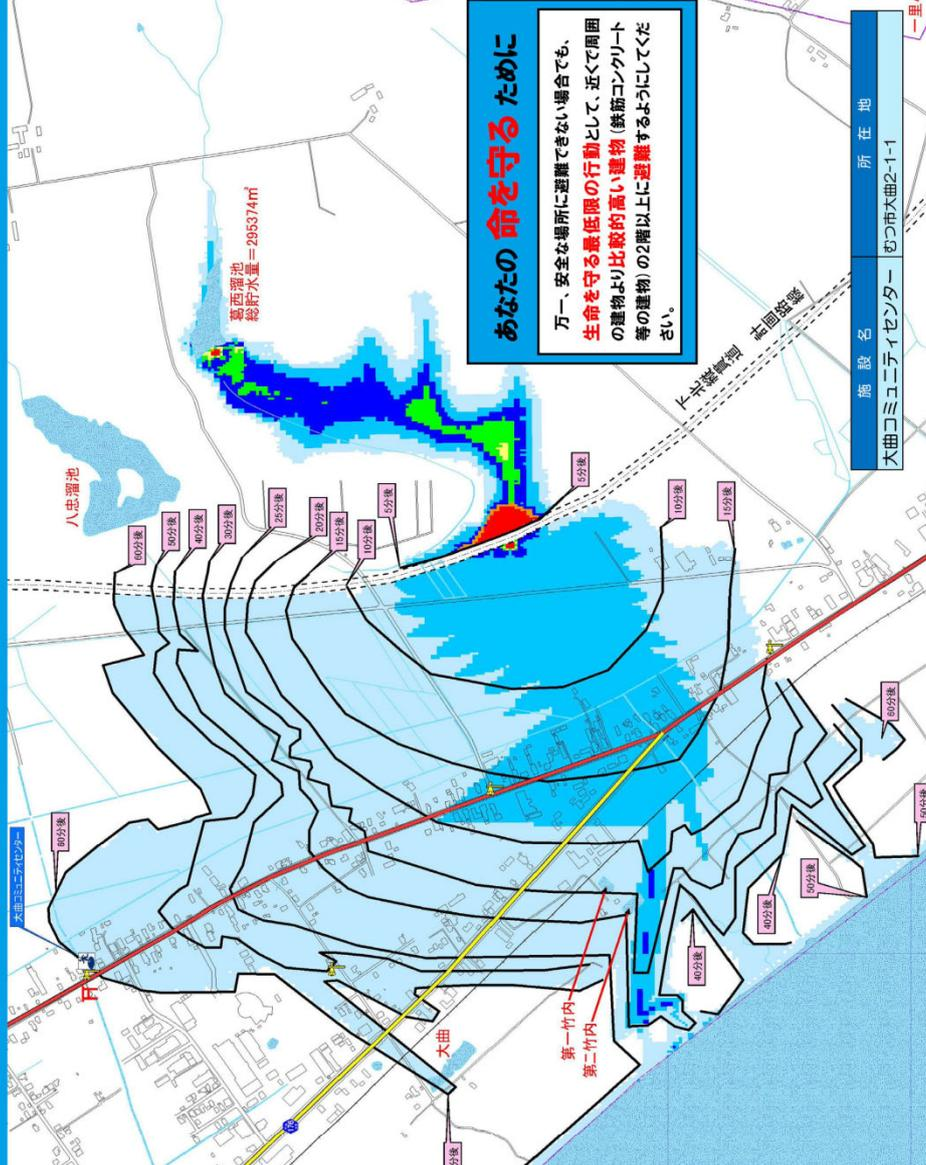 あなたの 命を守る ために
万一、安全な場所に避難できない場合でも、
生命を守る最低限の行動として、近くで周囲
の建物より比較的高い建物（鉄筋コンクリート
等の建物）の2階以上に避難するようにしてくだ
さい。
施設名
所在地
大曲コミュニティセンター
むつ市大曲2-1-1
葛西溜池
総貯水量＝295374㎥
八忠溜池
下北縦貫道 計画路線
60分後
50分後
40分後
30分後
25分後
20分後
15分後
10分後
5分後
5分後
10分後
15分後
大曲コミュニティセンター
60分後
大曲
第一竹内
第二竹内
40分後
40分後
50分後
60分後
50分後
分後
176
一里